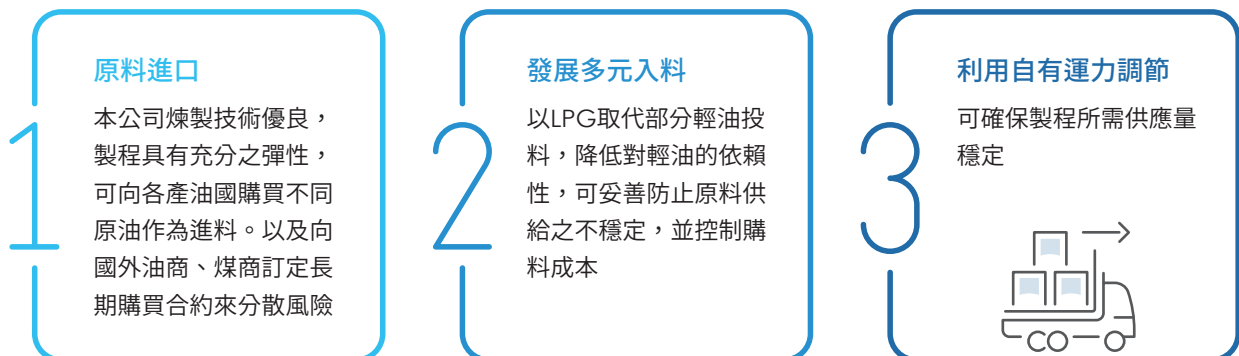 1
原料進口
本公司煉製技術優良，
製程具有充分之彈性，
可向各產油國購買不同
原油作為進料。以及向
國外油商、煤商訂定長
期購買合約來分散風險
2
發展多元入料
以LPG取代部分輕油投
料，降低對輕油的依賴
性，可妥善防止原料供
給之不穩定，並控制購
料成本
3
利用自有運力調節
可確保製程所需供應量
穩定